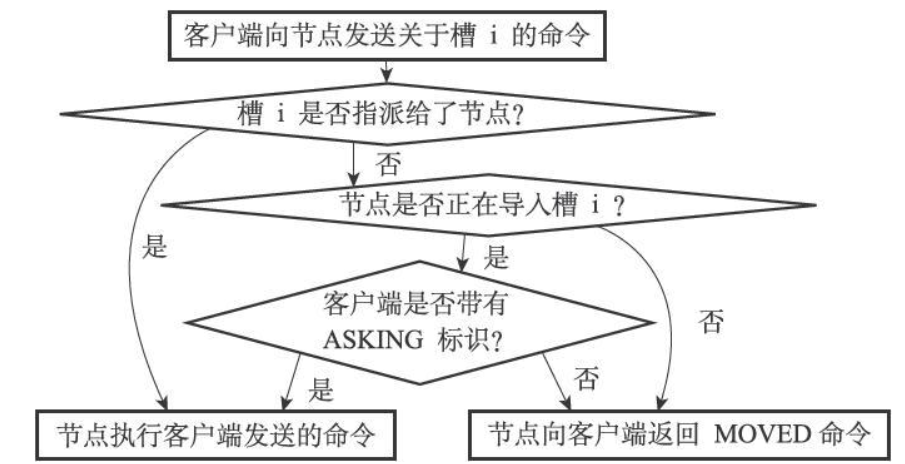 客户端向节点发送关于槽 i 的命令
槽 i 是否指派给了节点？
否
节点是否正在导入槽 i ？
是
是
客户端是否带有
ASKING 标识？
否
是
否
节点执行客户端发送的命令
节点向客户端返回 MOVED 命令